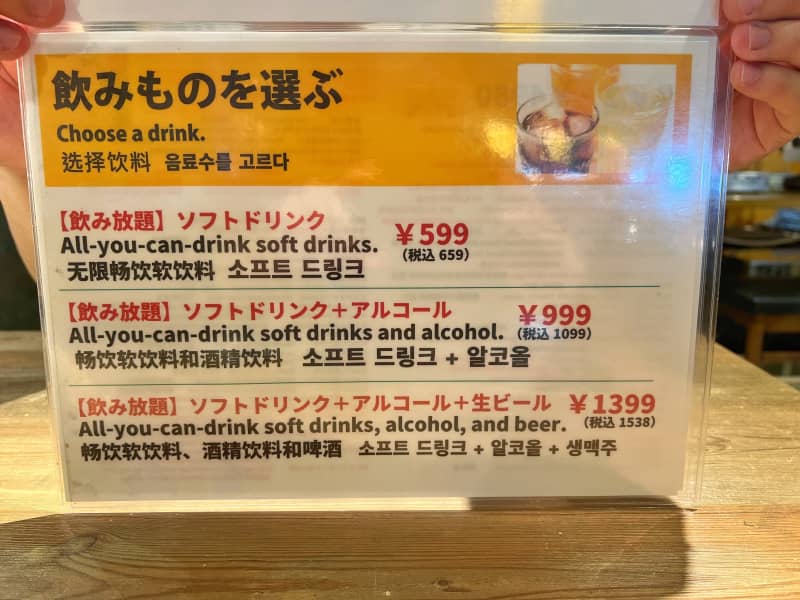 飲みものを選ぶ
Choose a drink.
选择饮料 음료수를 고르다
【飲み放題】ソフトドリンク ¥599
All-you-can-drink soft drinks. (税込 659)
无限畅饮软饮料 소프트 드링크
【飲み放題】ソフトドリンク＋アルコール ¥999
All-you-can-drink soft drinks and alcohol. (税込 1099)
畅饮软饮料和酒精饮料 소프트 드링크 + 알코올
【飲み放題】ソフトドリンク＋アルコール＋生ビール ¥1399
All-you-can-drink soft drinks, alcohol, and beer. (税込 1538)
畅饮软饮料、酒精饮料和啤酒 소프트 드링크 + 알코올 + 생맥주